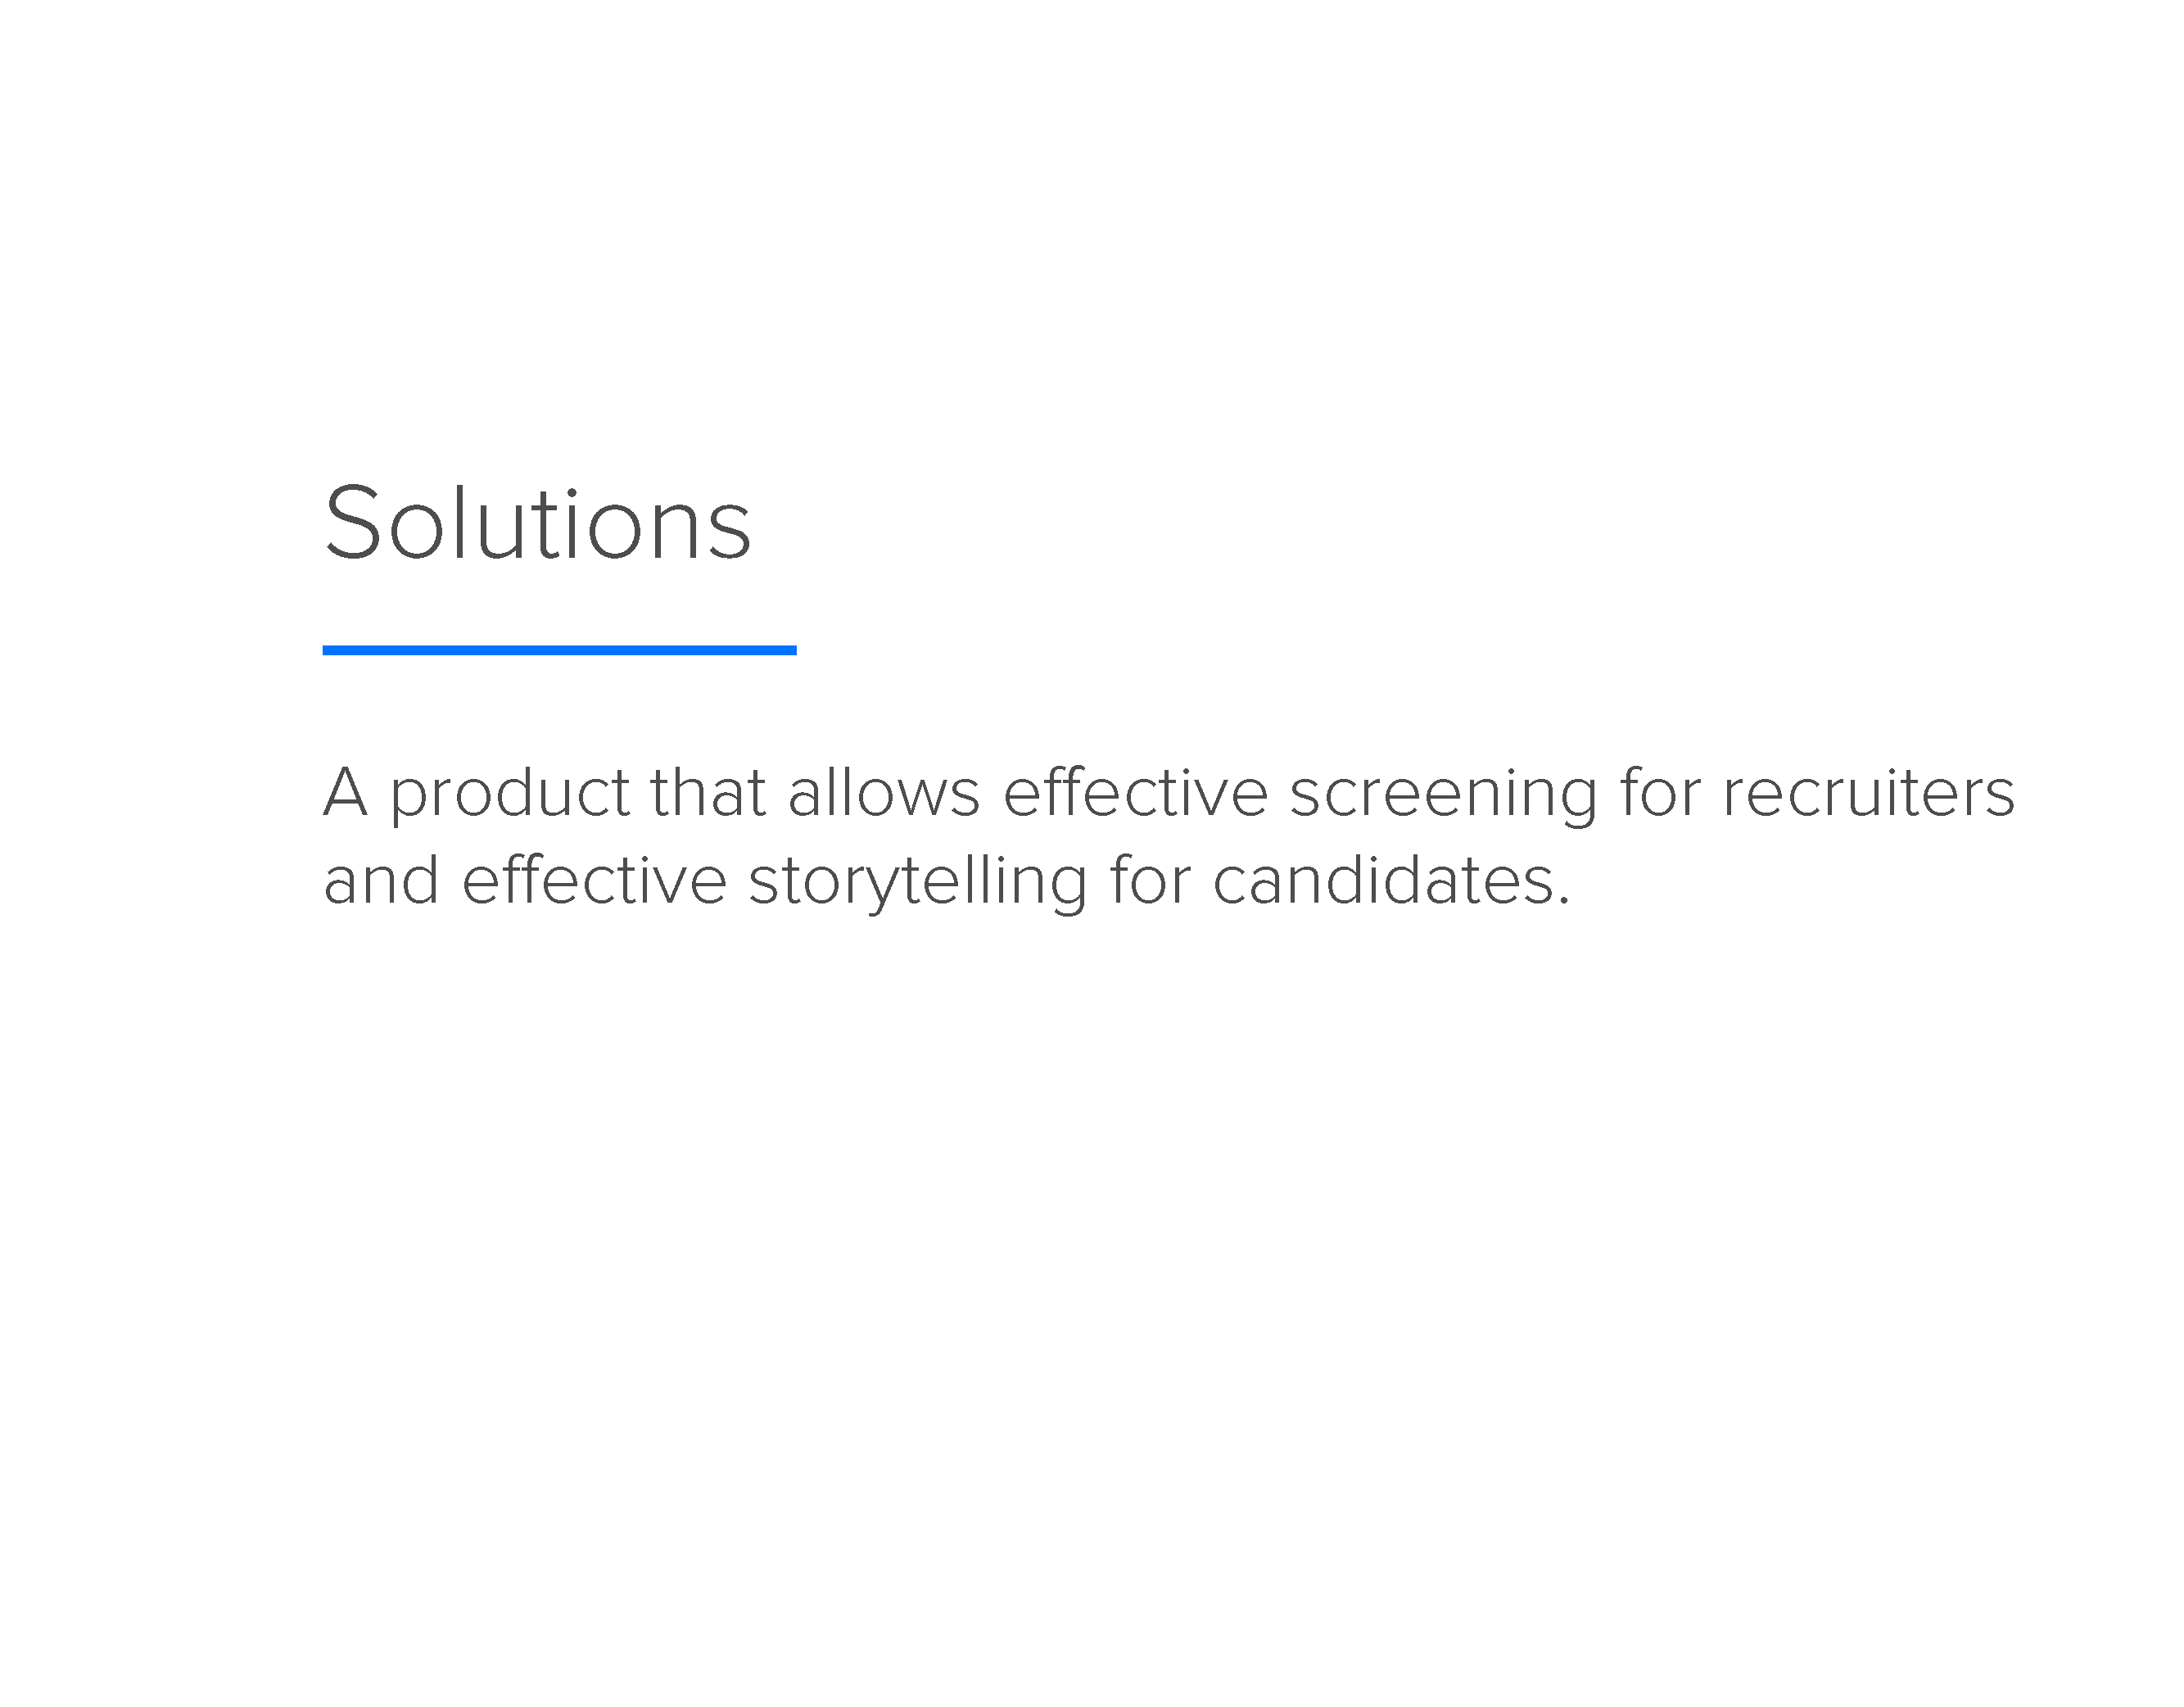 Solutions
A product that allows effective screening for recruiters
and effective storytelling for candidates.